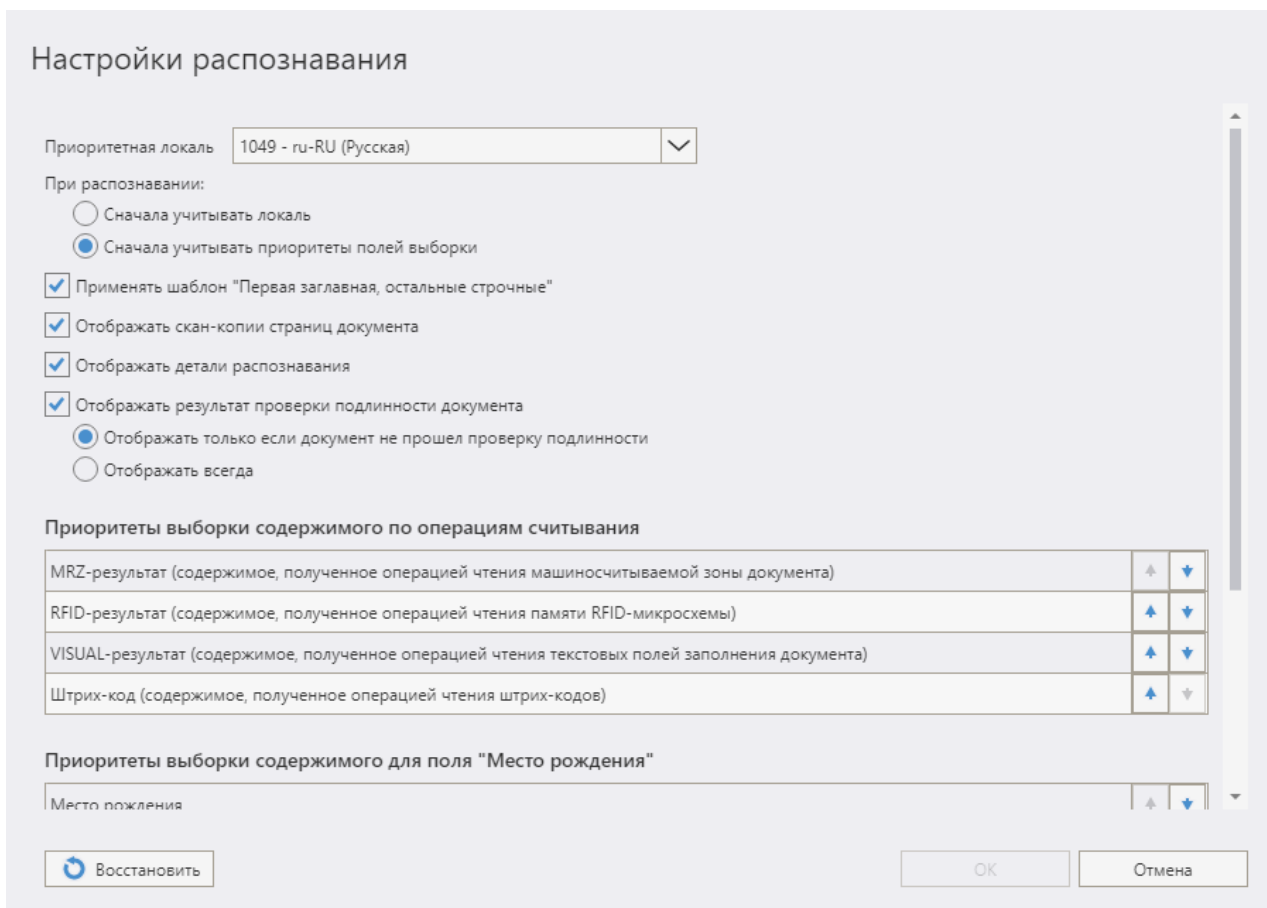 Настройки распознавания
Приоритетная локаль 1049 - ru-RU (Русская)
При распознавании:
Сначала учитывать локаль
Сначала учитывать приоритеты полей выборки
Применять шаблон "Первая заглавная, остальные строчные"
Отображать скан-копии страниц документа
Отображать детали распознавания
Отображать результат проверки подлинности документа
Отображать только если документ не прошел проверку подлинности
Отображать всегда
Приоритеты выборки содержимого по операциям считывания
MRZ-результат (содержимое, полученное операцией чтения машиносчитываемой зоны документа)
RFID-результат (содержимое, полученное операцией чтения памяти RFID-микросхемы)
VISUAL-результат (содержимое, полученное операцией чтения текстовых полей заполнения документа)
Штрих-код (содержимое, полученное операцией чтения штрих-кодов)
Приоритеты выборки содержимого для поля "Место рождения"
Место рождения
Восстановить OK Отмена